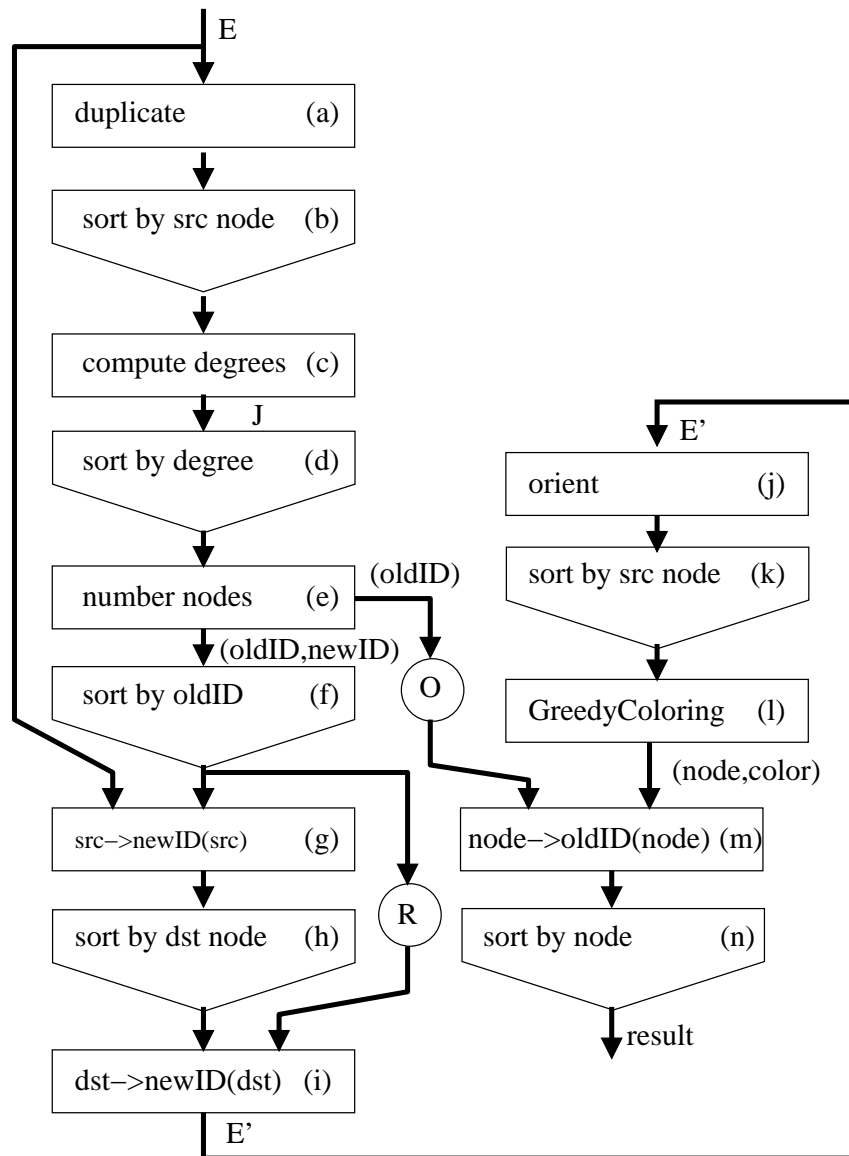 E
duplicate (a)
sort by src node (b)
compute degrees (c)
J
sort by degree (d)
number nodes (e)
(oldID)
(oldID,newID)
sort by oldID (f)
O
src−>newID(src) (g)
R
sort by dst node (h)
dst−>newID(dst) (i)
E’
E’
orient (j)
sort by src node (k)
GreedyColoring (l)
(node,color)
node−>oldID(node) (m)
sort by node (n)
result